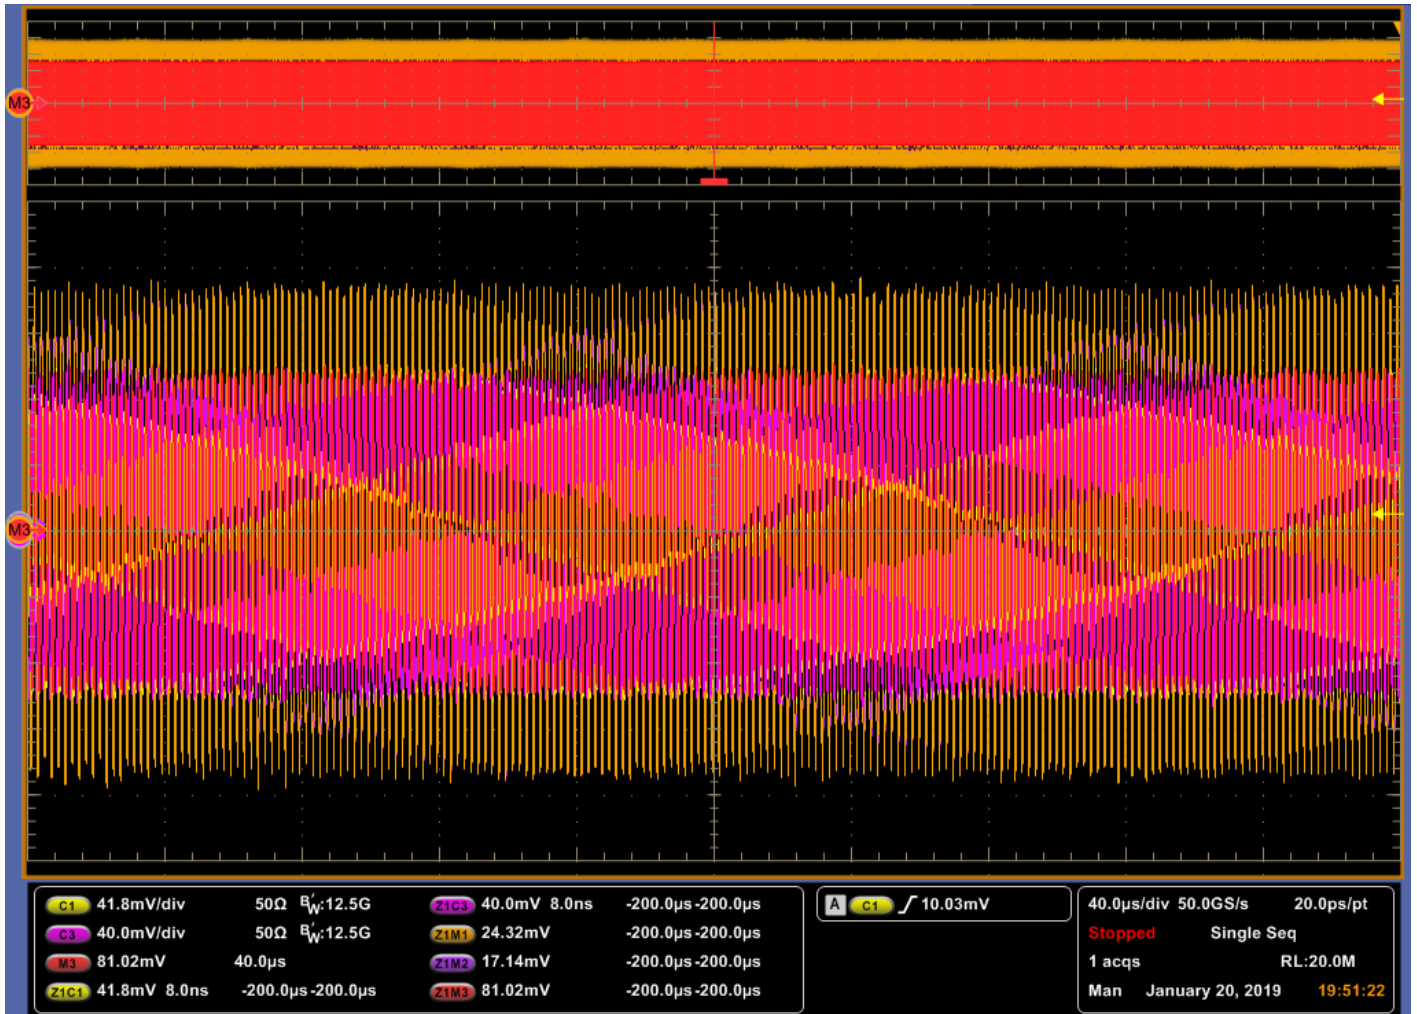 M3
M3
C1 41.8mV/div 50Ω BW:12.5G
C3 40.0mV/div 50Ω BW:12.5G
M3 81.02mV 40.0µs
Z1C1 41.8mV 8.0ns -200.0µs-200.0µs
Z1C3 40.0mV 8.0ns -200.0µs-200.0µs
Z1M1 24.32mV -200.0µs-200.0µs
Z1M2 17.14mV -200.0µs-200.0µs
Z1M3 81.02mV -200.0µs-200.0µs
A C1 10.03mV
40.0µs/div 50.0GS/s 20.0ps/pt
Stopped Single Seq
1 acqs RL:20.0M
Man January 20, 2019 19:51:22